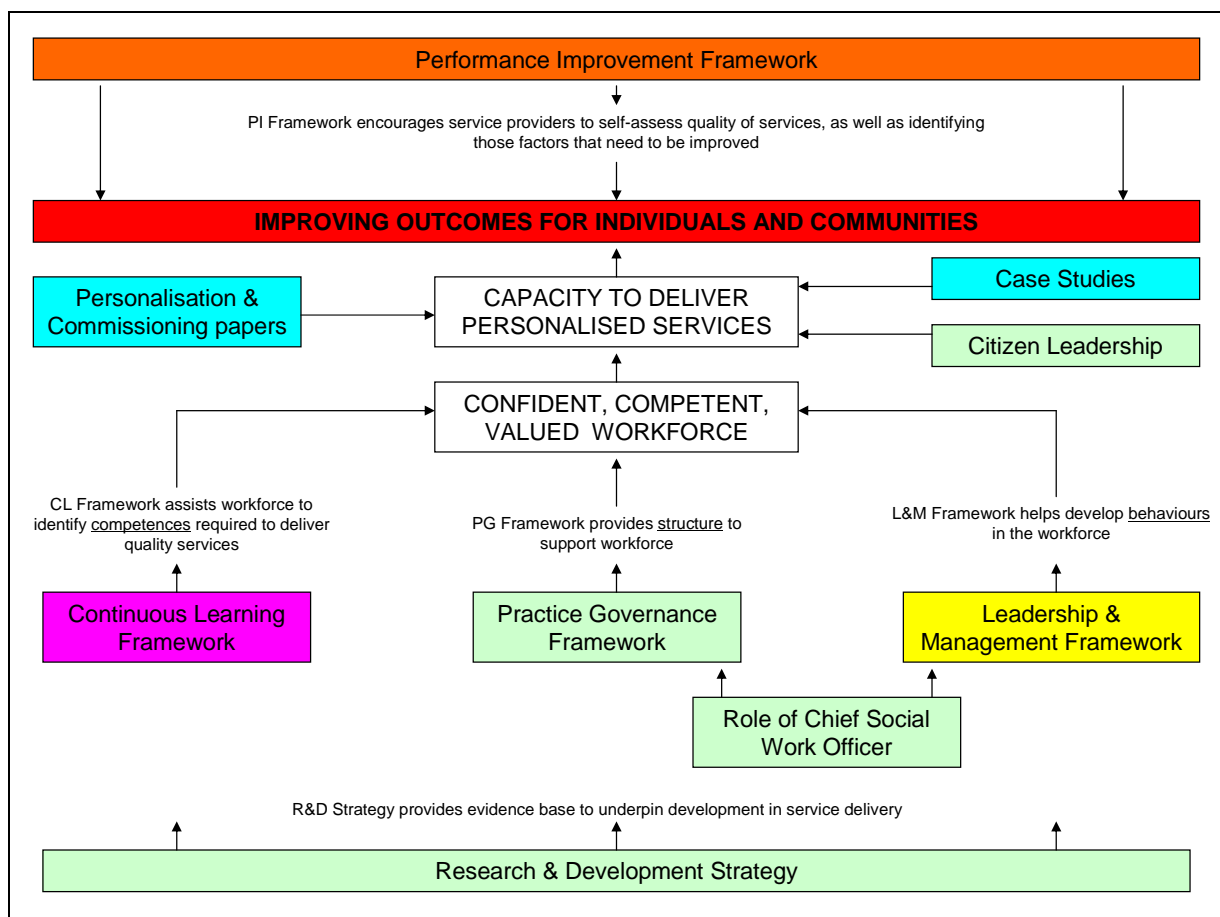 Performance Improvement Framework
PI Framework encourages service providers to self-assess quality of services, as well as identifying
those factors that need to be improved
IMPROVING OUTCOMES FOR INDIVIDUALS AND COMMUNITIES
Personalisation &
Commissioning papers
CAPACITY TO DELIVER
PERSONALISED SERVICES
Case Studies
Citizen Leadership
CONFIDENT, COMPETENT,
VALUED WORKFORCE
CL Framework assists workforce to
identify competences required to deliver
quality services
PG Framework provides structure to
support workforce
L&M Framework helps develop behaviours
in the workforce
Continuous Learning
Framework
Practice Governance
Framework
Leadership &
Management Framework
Role of Chief Social
Work Officer
R&D Strategy provides evidence base to underpin development in service delivery
Research & Development Strategy